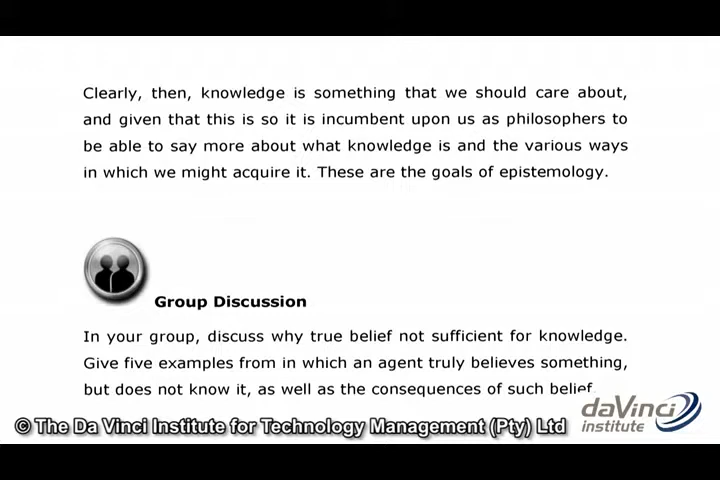 Clearly, then, knowledge is something that we should care about,
and given that this is so it is incumbent upon us as philosophers to
be able to say more about what knowledge is and the various ways
in which we might acquire it. These are the goals of epistemology.
Group Discussion
In your group, discuss why true belief not sufficient for knowledge.
Give five examples from in which an agent truly believes something,
but does not know it, as well as the consequences of such belief.
© The Da Vinci Institute for Technology Management (Pty) Ltd
daVinci
institute